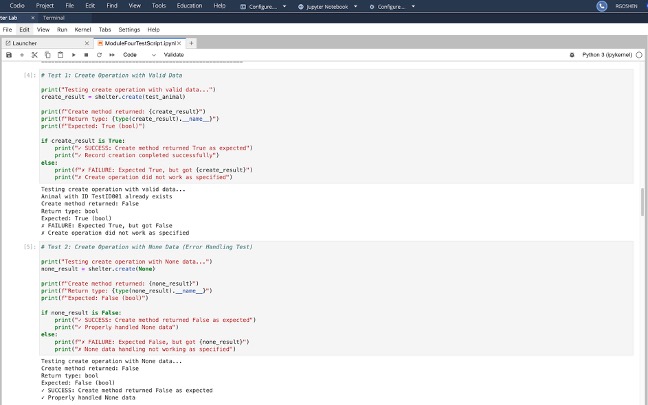 Codio Project File Edit Find View Tools Education Help Configure... Jupyter Notebook Configure... RGOSHEN
ter Lab × Terminal
File Edit View Run Kernel Tabs Settings Help
Launcher × ModuleFourTestScript.ipynb × +
Code Validate Python 3 (ipykernel)
[4]: # Test 1: Create Operation with Valid Data
print("Testing create operation with valid data...")
create_result = shelter.create(test_animal)
print(f"Create method returned: {create_result}")
print(f"Return type: {type(create_result).__name__}")
print(f"Expected: True (bool)")
if create_result is True:
print("✓ SUCCESS: Create method returned True as expected")
print("✓ Record creation completed successfully")
else:
print(f"✗ FAILURE: Expected True, but got {create_result}")
print("✗ Create operation did not work as specified")
Testing create operation with valid data...
Animal with ID TestID001 already exists
Create method returned: False
Return type: bool
Expected: True (bool)
✗ FAILURE: Expected True, but got False
✗ Create operation did not work as specified
[5]: # Test 2: Create Operation with None Data (Error Handling Test)
print("Testing create operation with None data...")
none_result = shelter.create(None)
print(f"Create method returned: {none_result}")
print(f"Return type: {type(none_result).__name__}")
print(f"Expected: False (bool)")
if none_result is False:
print("✓ SUCCESS: Create method returned False as expected")
print("✓ Properly handled None data")
else:
print(f"✗ FAILURE: Expected False, but got {none_result}")
print("✗ None data handling not working as specified")
Testing create operation with None data...
Create method returned: False
Return type: bool
Expected: False (bool)
✓ SUCCESS: Create method returned False as expected
✓ Properly handled None data